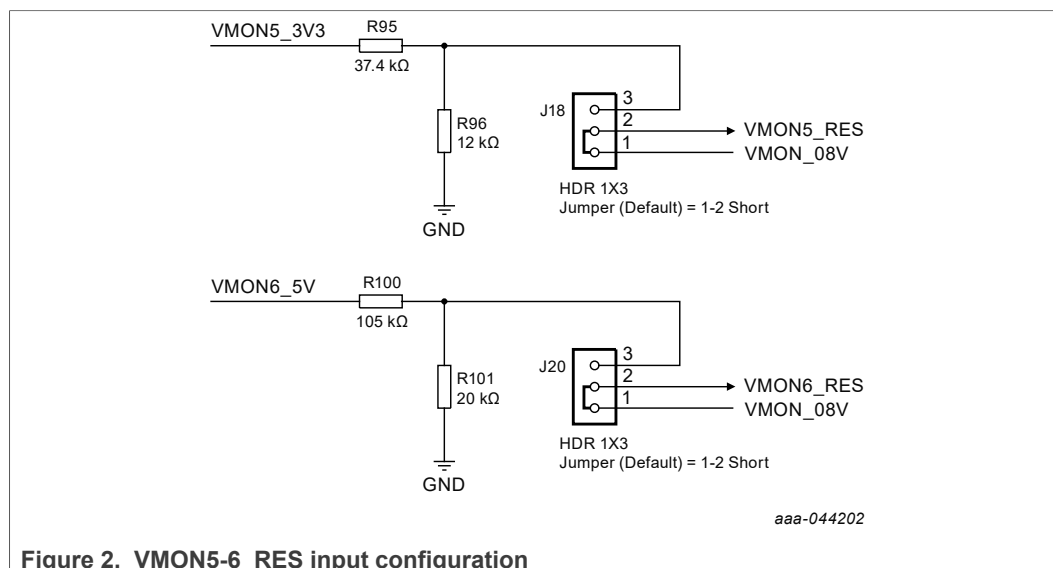 VMON5_3V3
R95
37.4 kΩ
R96
12 kΩ
GND
J18
3
2
1
VMON5_RES
VMON_08V
HDR 1X3
Jumper (Default) = 1-2 Short
VMON6_5V
R100
105 kΩ
R101
20 kΩ
GND
J20
3
2
1
VMON6_RES
VMON_08V
HDR 1X3
Jumper (Default) = 1-2 Short
aaa-044202
Figure 2. VMON5-6_RES input configuration